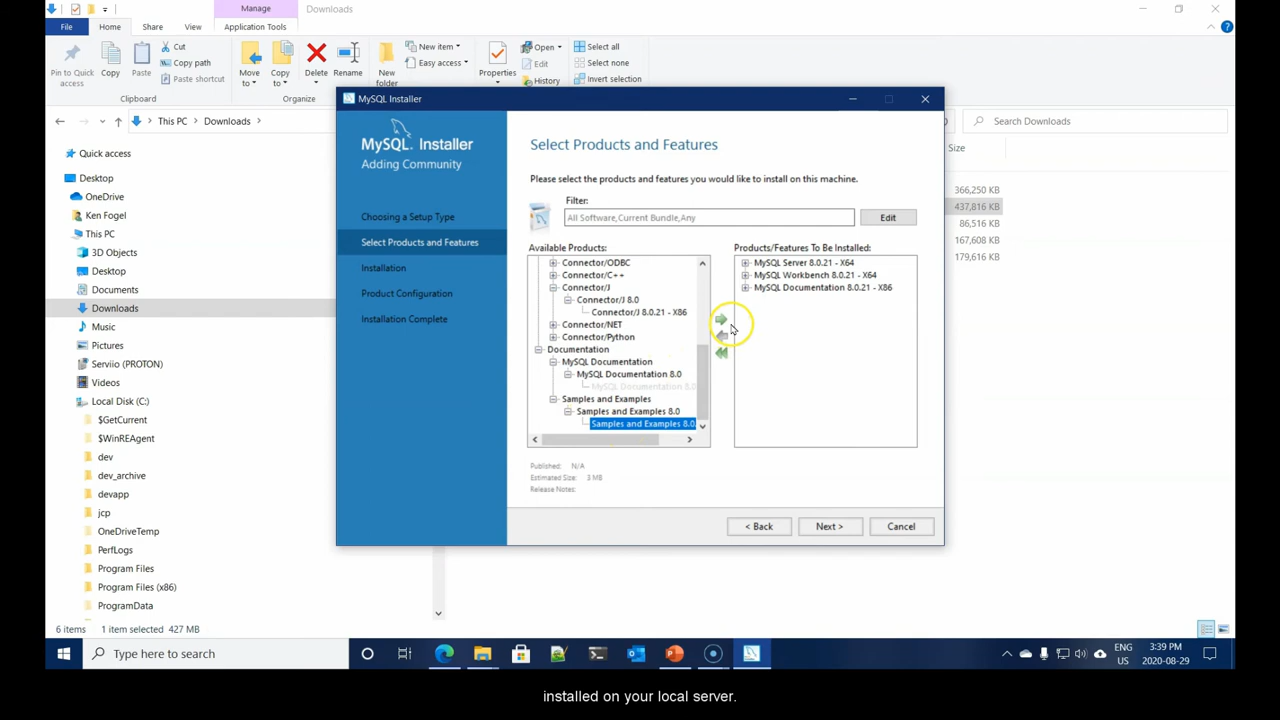 Manage
Downloads
File
Home
Share
View
Application Tools
Pin to Quick access
Copy
Paste
Cut
Copy path
Paste shortcut
Clipboard
Move to
Copy to
Delete
Rename
Organize
New folder
New item
Easy access
Properties
Open
Edit
History
Select all
Select none
Invert selection
This PC
Downloads
Search Downloads
Size
366,250 KB
437,816 KB
86,516 KB
167,608 KB
179,616 KB
Quick access
Desktop
OneDrive
Ken Fogel
This PC
3D Objects
Desktop
Documents
Downloads
Music
Pictures
Serviio (PROTON)
Videos
Local Disk (C:)
$GetCurrent
$WinREAgent
dev
dev_archive
devapp
jcp
OneDriveTemp
PerfLogs
Program Files
Program Files (x86)
ProgramData
6 items
1 item selected 427 MB
MySQL Installer
MySQL. Installer
Adding Community
Choosing a Setup Type
Select Products and Features
Installation
Product Configuration
Installation Complete
Select Products and Features
Please select the products and features you would like to install on this machine.
Filter:
All Software,Current Bundle,Any
Edit
Available Products:
Connector/ODBC
Connector/C++
Connector/J
Connector/J 8.0
Connector/J 8.0.21 - X86
Connector/NET
Connector/Python
Documentation
MySQL Documentation
MySQL Documentation 8.0
MySQL Documentation 8.0
Samples and Examples
Samples and Examples 8.0
Samples and Examples 8.0.
Products/Features To Be Installed:
MySQL Server 8.0.21 - X64
MySQL Workbench 8.0.21 - X64
MySQL Documentation 8.0.21 - X86
Published: N/A
Estimated Size: 3 MB
Release Notes:
< Back
Next >
Cancel
Type here to search
ENG
US
3:39 PM
2020-08-29
installed on your local server.